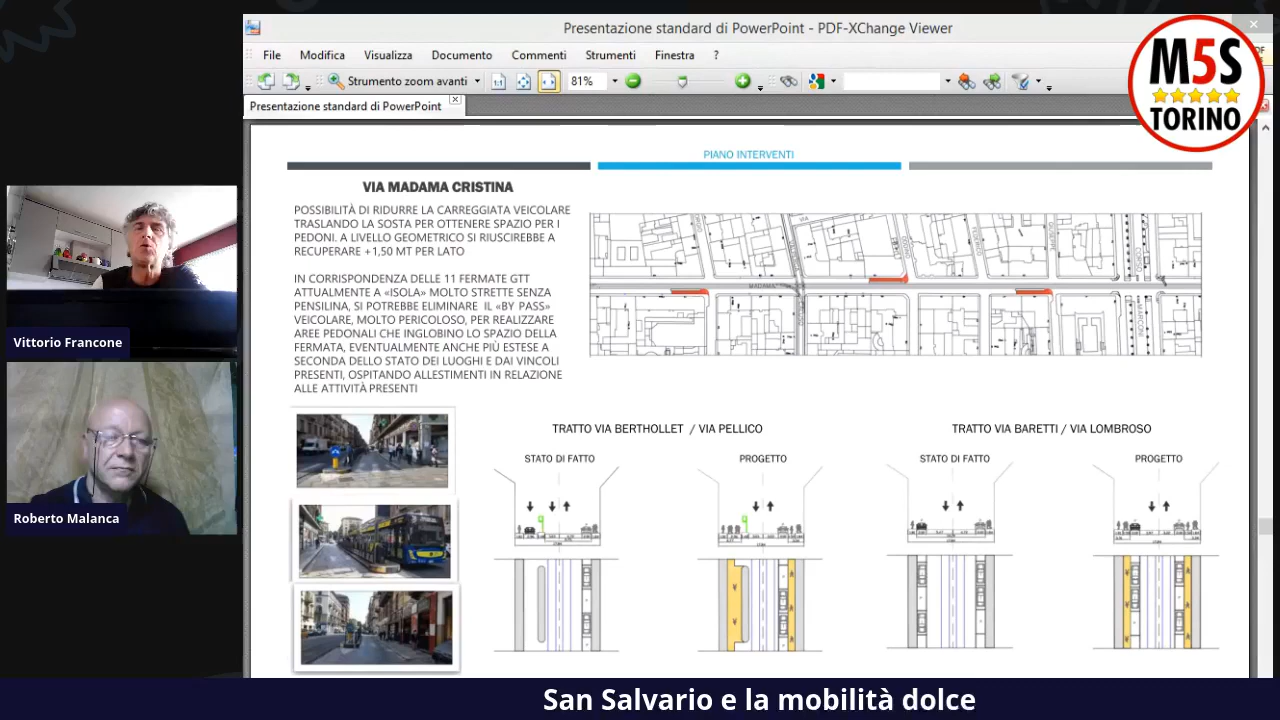 Presentazione standard di PowerPoint - PDF-XChange Viewer
File Modifica Visualizza Documento Commenti Strumenti Finestra ?
Strumento zoom avanti
81%
Presentazione standard di PowerPoint
M5S
TORINO
PIANO INTERVENTI
VIA MADAMA CRISTINA
POSSIBILITÀ DI RIDURRE LA CARREGGIATA VEICOLARE
TRASLANDO LA SOSTA PER OTTENERE SPAZIO PER I
PEDONI. A LIVELLO GEOMETRICO SI RIUSCIREBBE A
RECUPERARE +1,50 MT PER LATO
IN CORRISPONDENZA DELLE 11 FERMATE GTT
ATTUALMENTE A «ISOLA» MOLTO STRETTE SENZA
PENSILINA, SI POTREBBE ELIMINARE IL «BY PASS»
VEICOLARE, MOLTO PERICOLOSO, PER REALIZZARE
AREE PEDONALI CHE INGLOBINO LO SPAZIO DELLA
FERMATA, EVENTUALMENTE ANCHE PIÙ ESTESE A
SECONDA DELLO STATO DEI LUOGHI E DAI VINCOLI
PRESENTI, OSPITANDO ALLESTIMENTI IN RELAZIONE
ALLE ATTIVITÀ PRESENTI
MADAMA
TRATTO VIA BERTHOLLET / VIA PELLICO
STATO DI FATTO
PROGETTO
TRATTO VIA BARETTI / VIA LOMBROSO
STATO DI FATTO
PROGETTO
Vittorio Francone
Roberto Malanca
San Salvario e la mobilità dolce